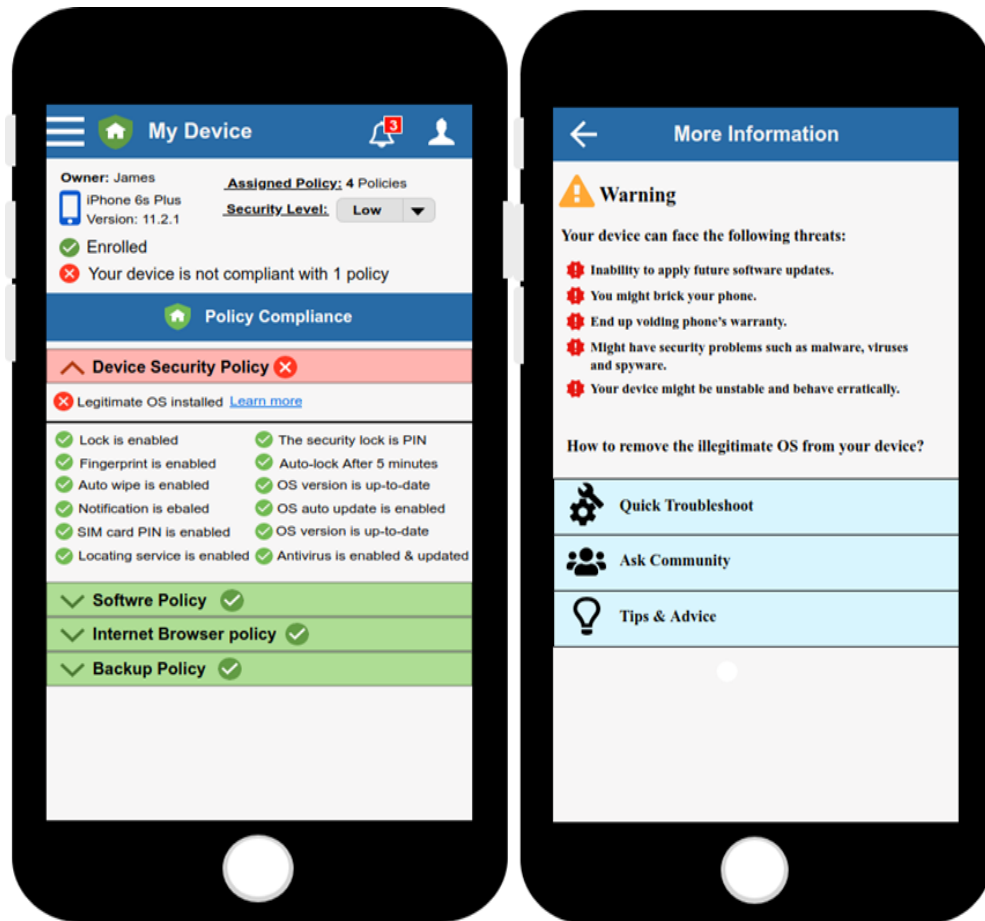 My Device
3
Owner: James
Assigned Policy: 4 Policies
iPhone 6s Plus
Version: 11.2.1
Security Level: Low
Enrolled
Your device is not compliant with 1 policy
Policy Compliance
Device Security Policy
Legitimate OS installed Learn more
Lock is enabled
The security lock is PIN
Fingerprint is enabled
Auto-lock After 5 minutes
Auto wipe is enabled
OS version is up-to-date
Notification is ebaled
OS auto update is enabled
SIM card PIN is enabled
OS version is up-to-date
Locating service is enabled
Antivirus is enabled & updated
Softwre Policy
Internet Browser policy
Backup Policy
More Information
Warning
Your device can face the following threats:
Inability to apply future software updates.
You might brick your phone.
End up voiding phone's warranty.
Might have security problems such as malware, viruses
and spyware.
Your device might be unstable and behave erratically.
How to remove the illegitimate OS from your device?
Quick Troubleshoot
Ask Community
Tips & Advice